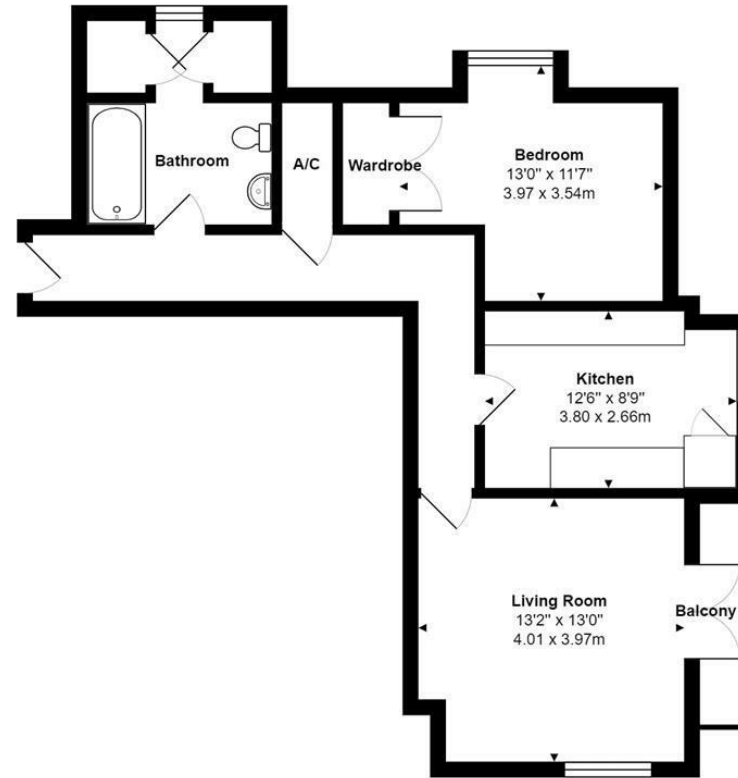 Bathroom
A/C
Wardrobe
Bedroom
13'0" x 11'7"
3.97 x 3.54m
Kitchen
12'6" x 8'9"
3.80 x 2.66m
Living Room
13'2" x 13'0"
4.01 x 3.97m
Balcony